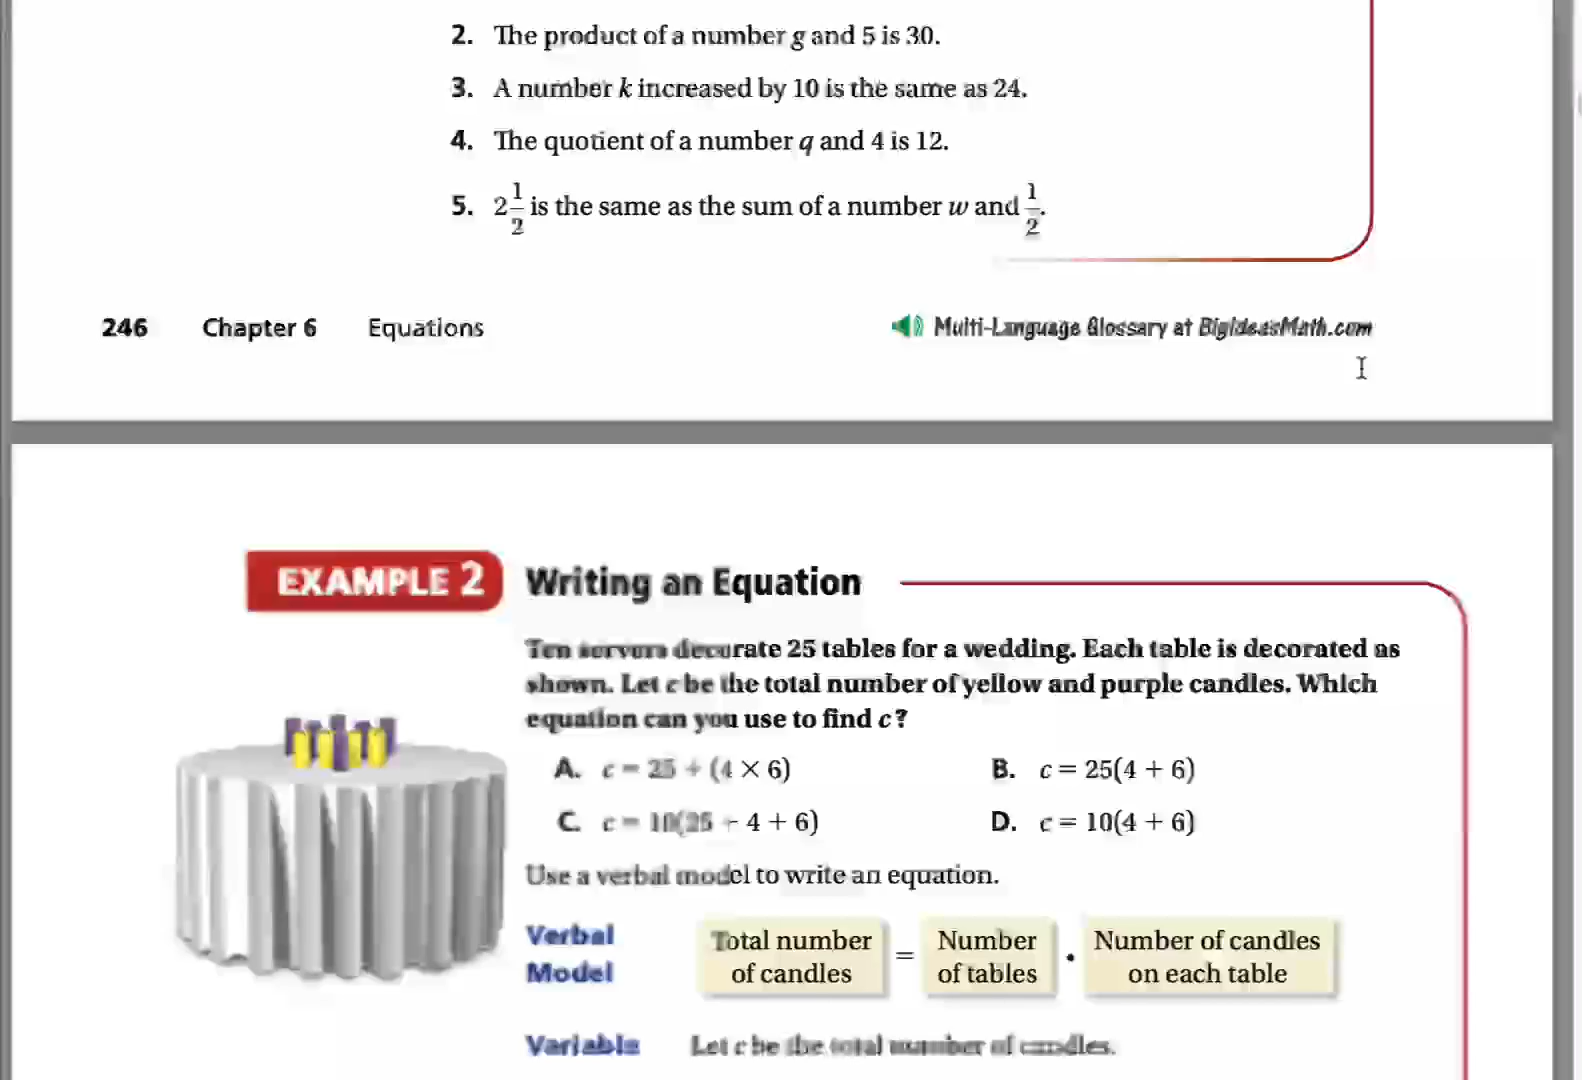 2. The product of a number g and 5 is 30.
3. A number k increased by 10 is the same as 24.
4. The quotient of a number q and 4 is 12.
5. 2 1/2 is the same as the sum of a number w and 1/2.
246 Chapter 6 Equations
Multi-Language Glossary at BigIdeasMath.com
EXAMPLE 2 Writing an Equation
Ten servers decorate 25 tables for a wedding. Each table is decorated as
shown. Let c be the total number of yellow and purple candles. Which
equation can you use to find c?
A. c = 25 + (4 × 6) B. c = 25(4 + 6)
C. c = 10(25 + 4 + 6) D. c = 10(4 + 6)
Use a verbal model to write an equation.
Verbal Model
Total number of candles = Number of tables · Number of candles on each table
Variable Let c be the total number of candles.